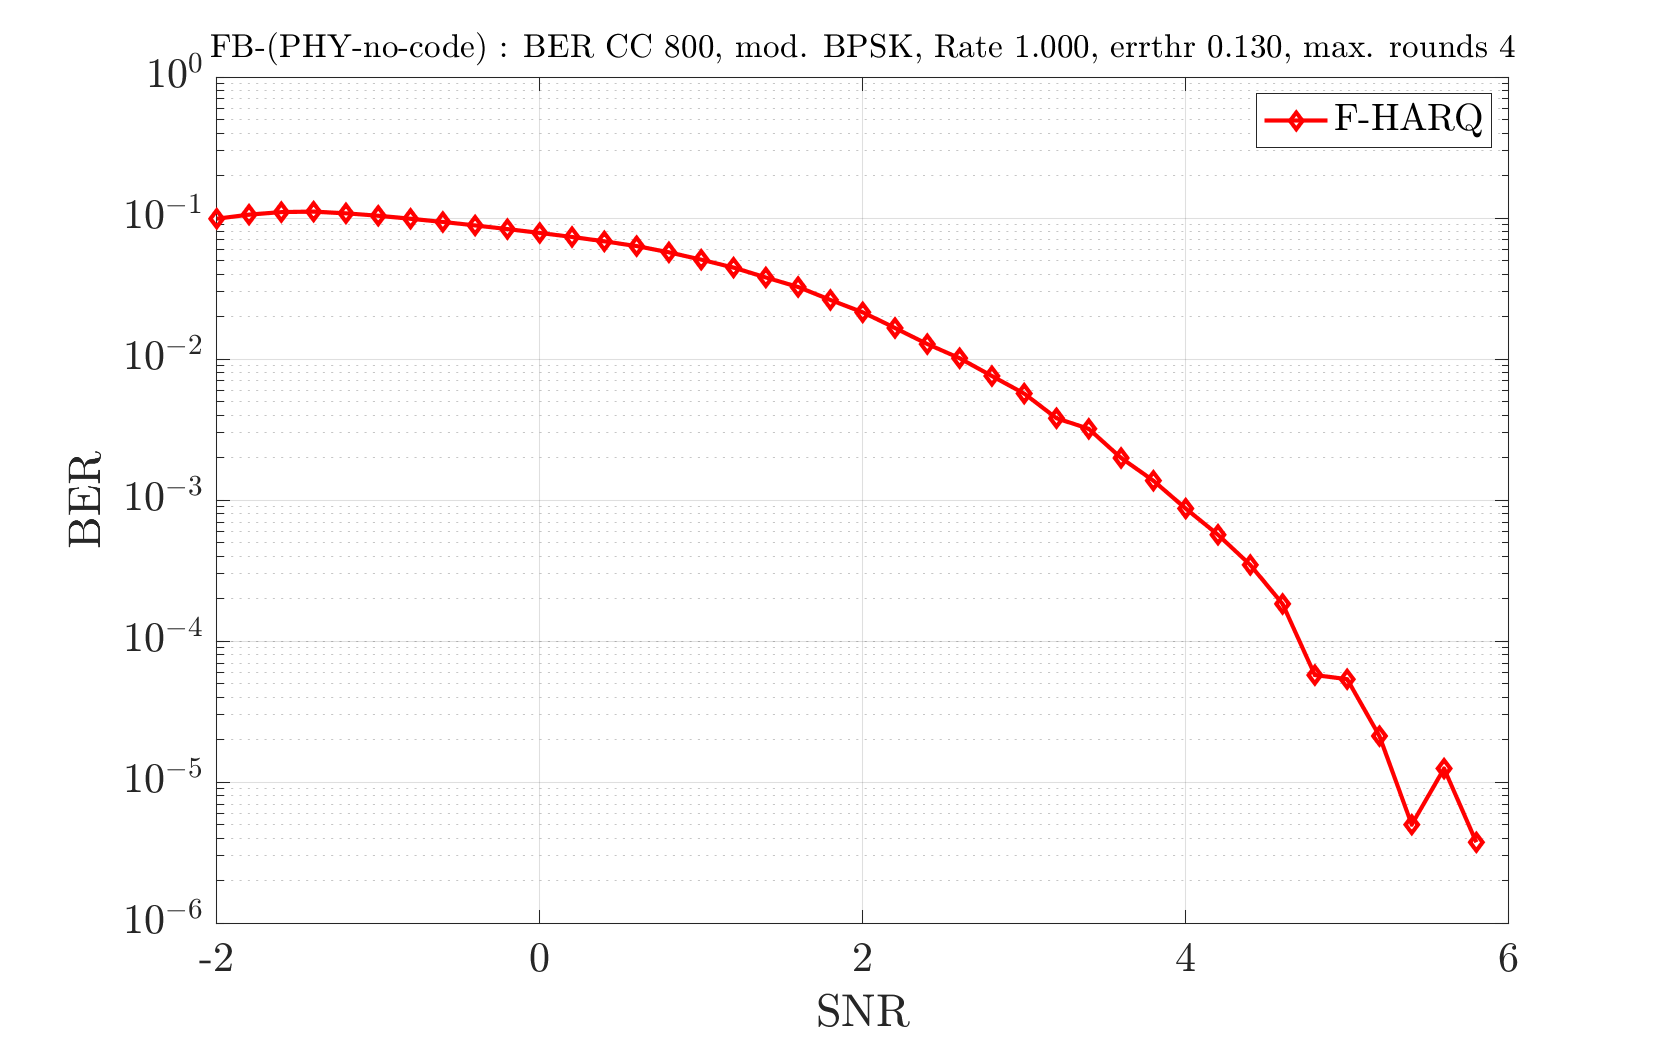 FB-(PHY-no-code) : BER CC 800, mod. BPSK, Rate 1.000, errthr 0.130, max. rounds 4
10⁰
F-HARQ
10⁻¹
10⁻²
BER
10⁻³
10⁻⁴
10⁻⁵
10⁻⁶
-2 0 2 4 6
SNR